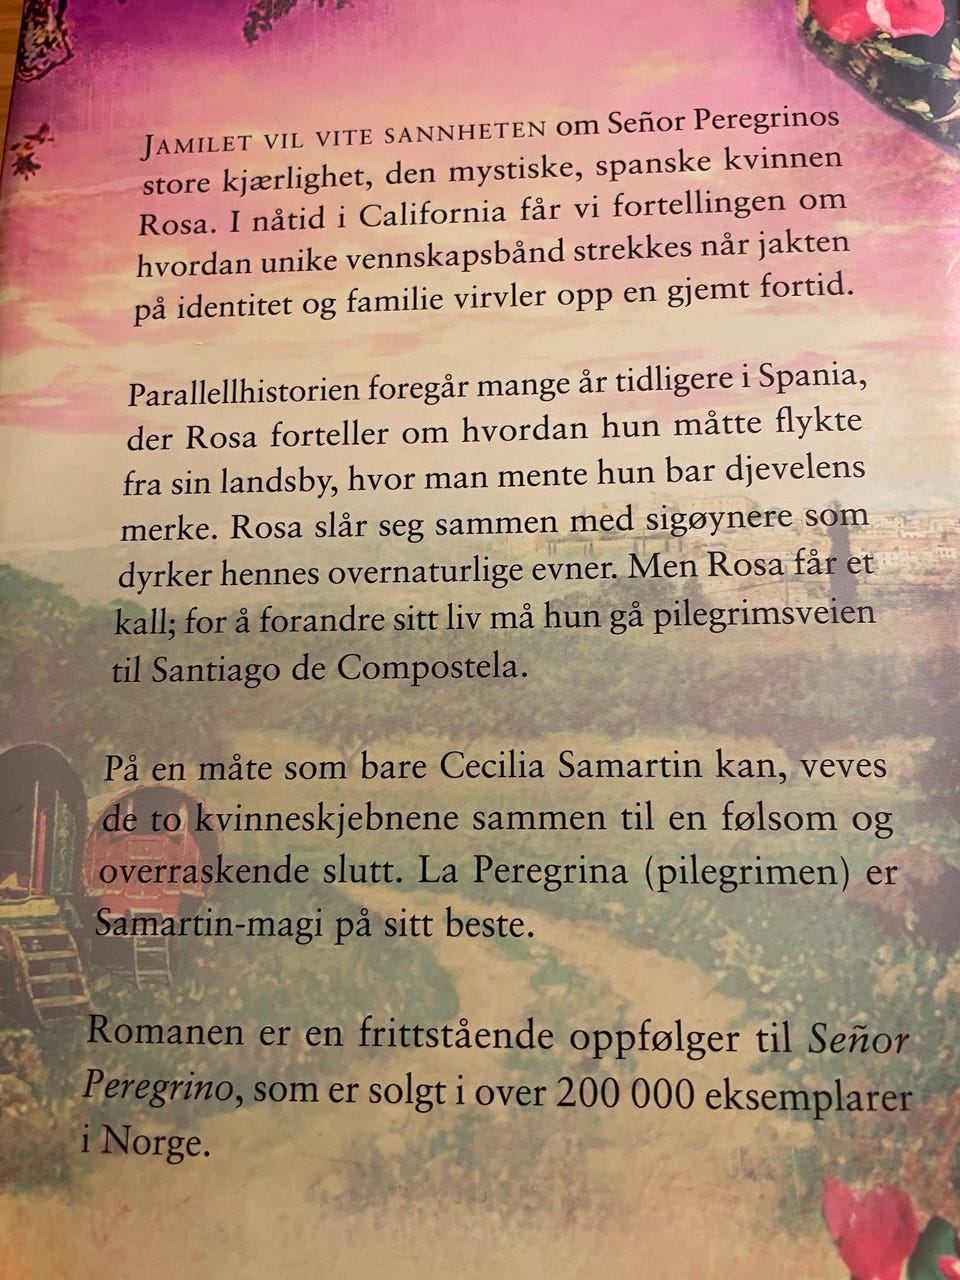 JAMILET VIL VITE SANNHETEN om Señor Peregrinos
store kjærlighet, den mystiske, spanske kvinnen
Rosa. I nåtid i California får vi fortellingen om
hvordan unike vennskapsbånd strekkes når jakten
på identitet og familie virvler opp en gjemt fortid.
Parallellhistorien foregår mange år tidligere i Spania,
der Rosa forteller om hvordan hun måtte flykte
fra sin landsby, hvor man mente hun bar djevelens
merke. Rosa slår seg sammen med sigøynere som
dyrker hennes overnaturlige evner. Men Rosa får et
kall; for å forandre sitt liv må hun gå pilegrimsveien
til Santiago de Compostela.
På en måte som bare Cecilia Samartin kan, veves
de to kvinneskjebnene sammen til en følsom og
overraskende slutt. La Peregrina (pilegrimen) er
Samartin-magi på sitt beste.
Romanen er en frittstående oppfølger til Señor
Peregrino, som er solgt i over 200 000 eksemplarer
i Norge.